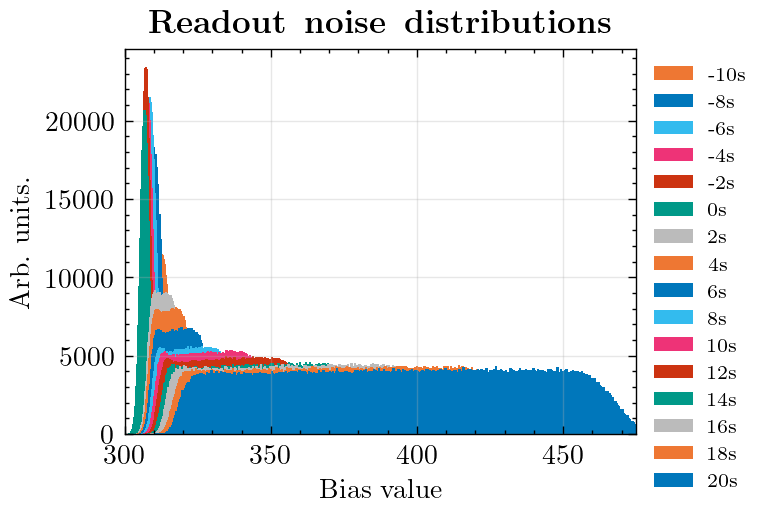 Readout noise distributions
Arb. units.
20000
15000
10000
5000
0
300
350
400
450
Bias value
-10s
-8s
-6s
-4s
-2s
0s
2s
4s
6s
8s
10s
12s
14s
16s
18s
20s